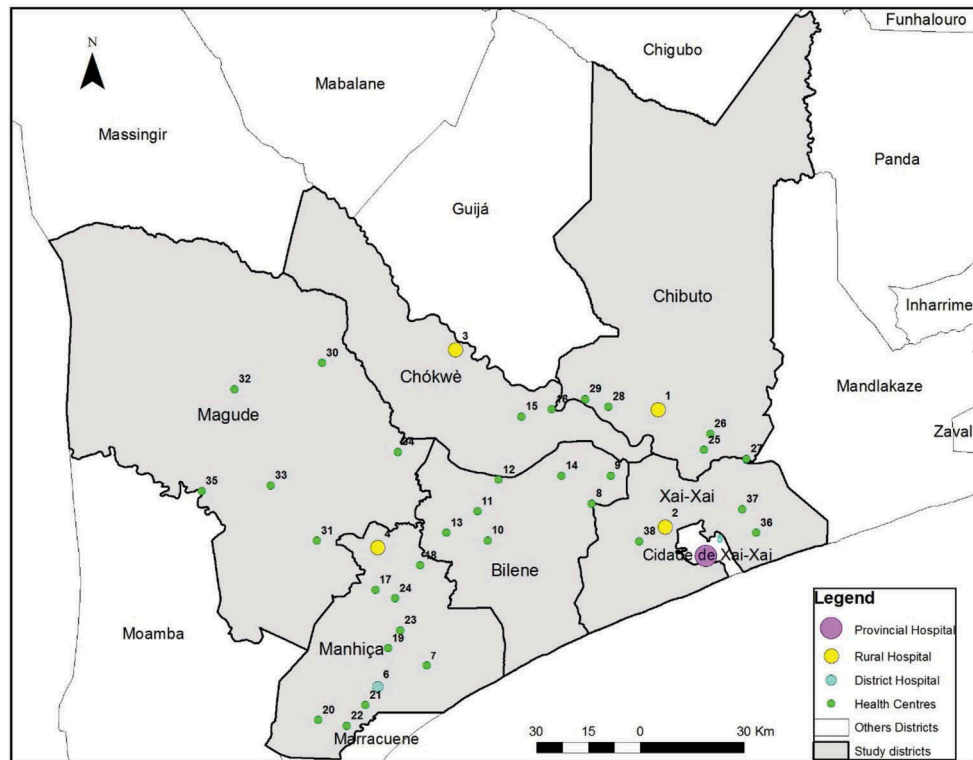 Funhalouro
Chigubo
N
Mabalane
Massingir
Panda
Guijá
Chibuto
Inharrime
3
30
Chókwè
32
29
28
1
Mandlakaze
Magude
15
16
26
Zaval
34
25
27
12
14
9
35
33
Xai-Xai
8
37
11
2
13
10
36
31
4
38
Cidade de Xai-Xai
18
Bilene
17
24
Legend
Moamba
23
Provincial Hospital
19
Manhiça
7
Rural Hospital
6
District Hospital
21
Health Centres
20
22
Others Districts
Marracuene
30 15 0 30 Km
Study districts